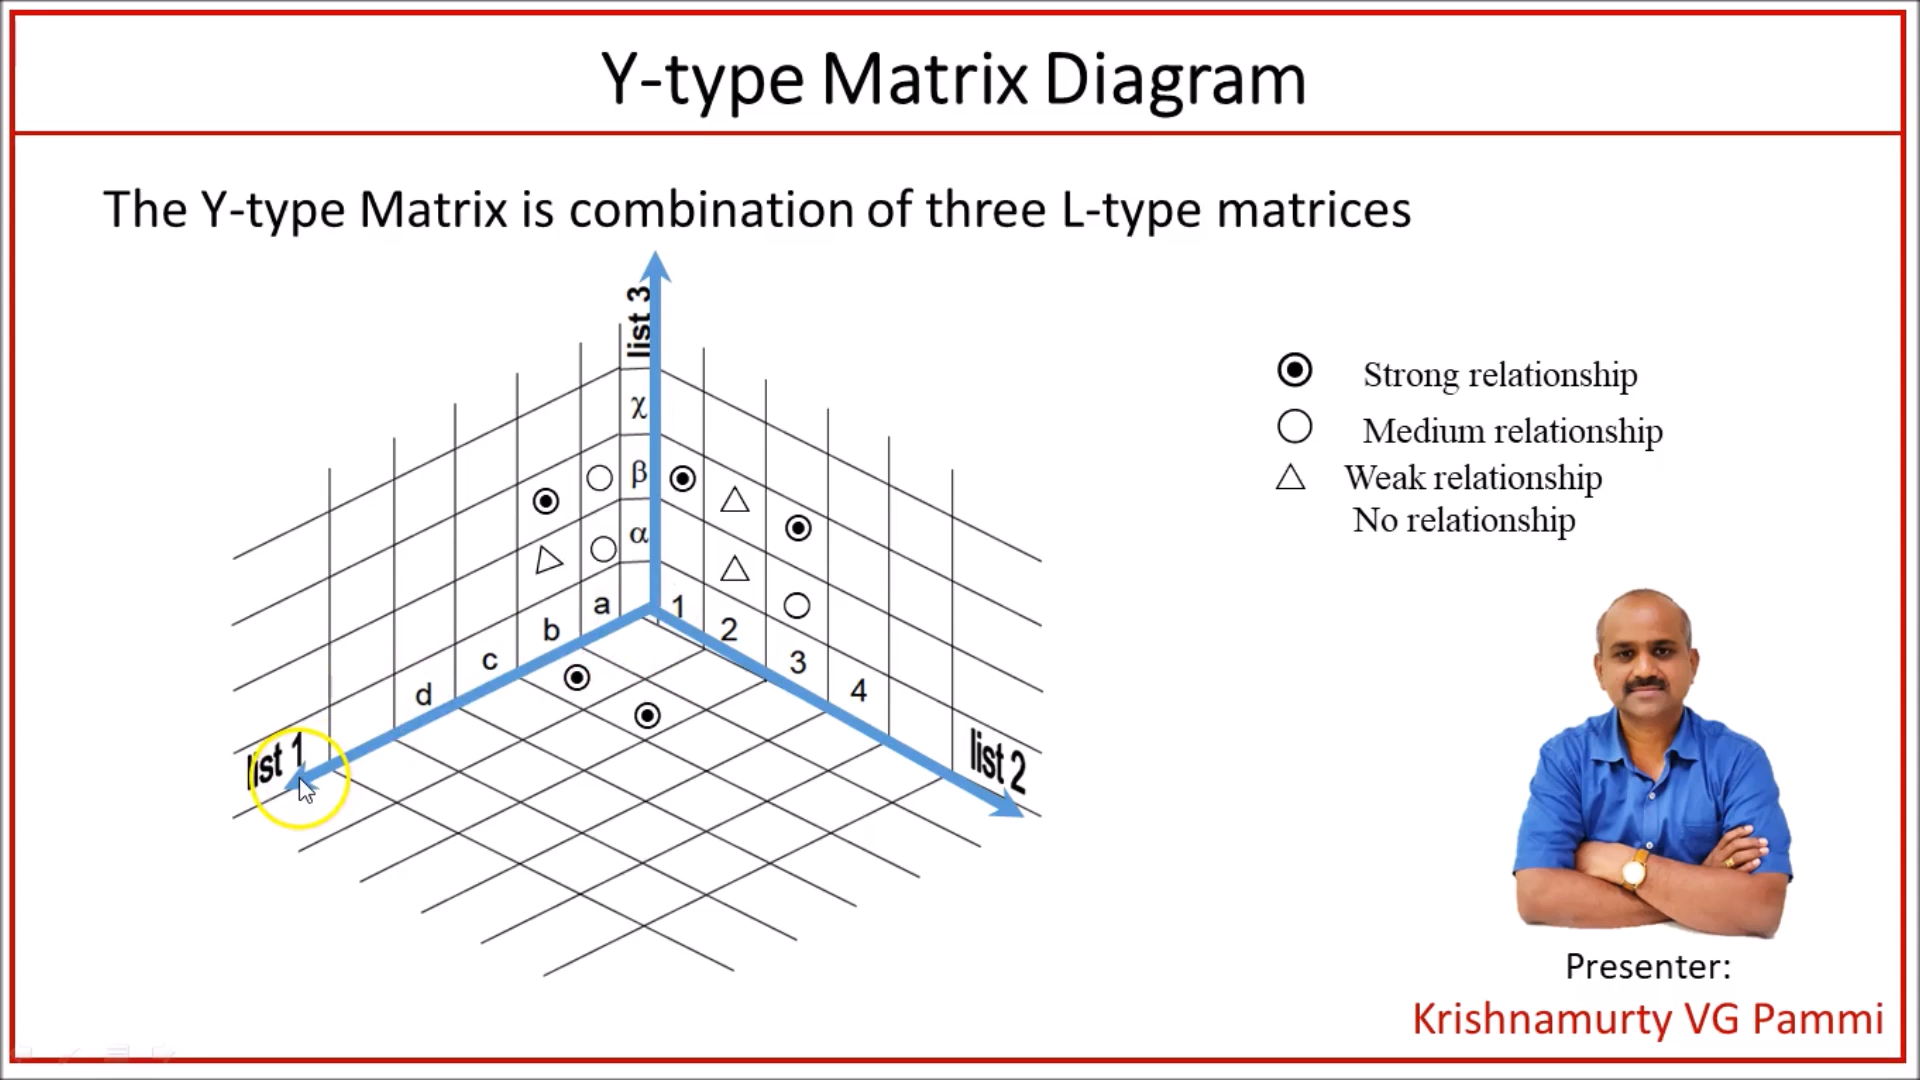 Y-type Matrix Diagram
The Y-type Matrix is combination of three L-type matrices
list 3
χ
β
α
a
b
c
d
1
2
3
4
list 1
list 2
Strong relationship
Medium relationship
Weak relationship
No relationship
Presenter:
Krishnamurty VG Pammi